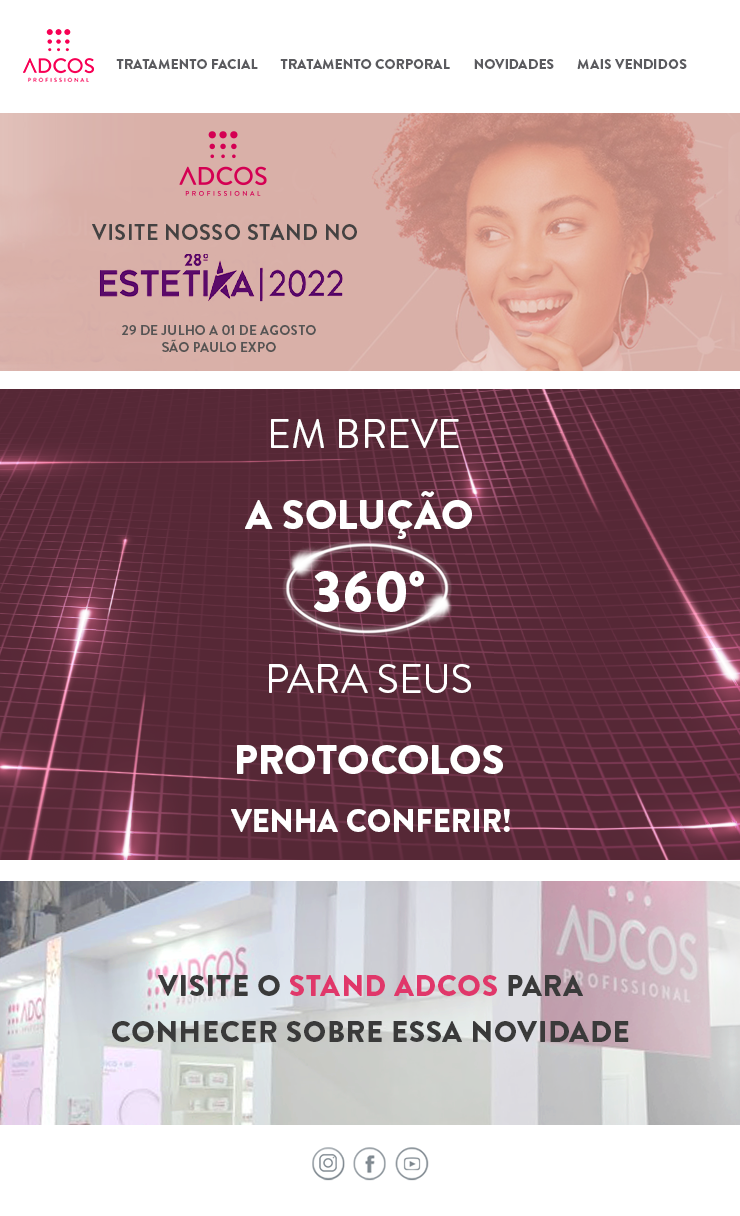 ADCOS
PROFISSIONAL
TRATAMENTO FACIAL TRATAMENTO CORPORAL NOVIDADES MAIS VENDIDOS
ADCOS
PROFISSIONAL
VISITE NOSSO STAND NO
28º
ESTETIKA|2022
29 DE JULHO A 01 DE AGOSTO
SÃO PAULO EXPO
EM BREVE
A SOLUÇÃO
360º
PARA SEUS
PROTOCOLOS
VENHA CONFERIR!
ADCOS
PROFISSIONAL
ADCOS
VISITE O STAND ADCOS PARA
CONHECER SOBRE ESSA NOVIDADE